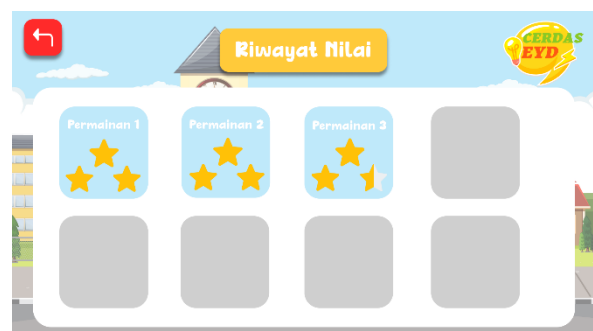 Riwayat Nilai
CERDAS
EYD
Permainan 1
Permainan 2
Permainan 3